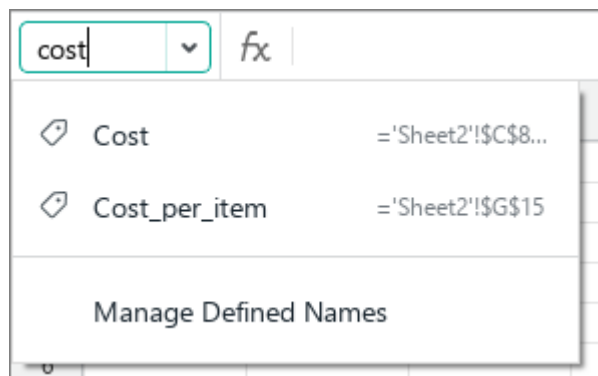 cost fx
Cost ='Sheet2'!$C$8...
Cost_per_item ='Sheet2'!$G$15
Manage Defined Names